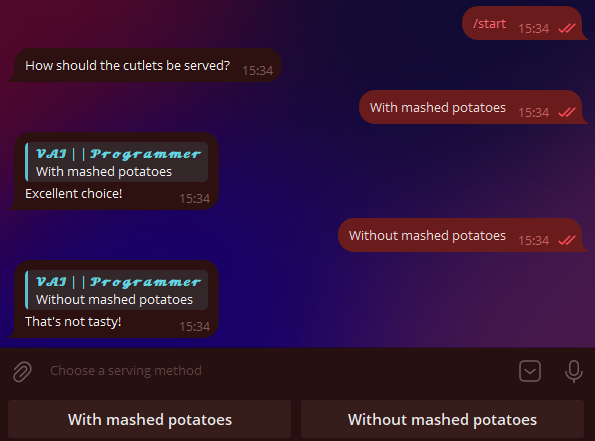 /start 15:34
How should the cutlets be served? 15:34
With mashed potatoes 15:34
VAI || Programmer
With mashed potatoes
Excellent choice! 15:34
Without mashed potatoes 15:34
VAI || Programmer
Without mashed potatoes
That's not tasty! 15:34
Choose a serving method
With mashed potatoes Without mashed potatoes